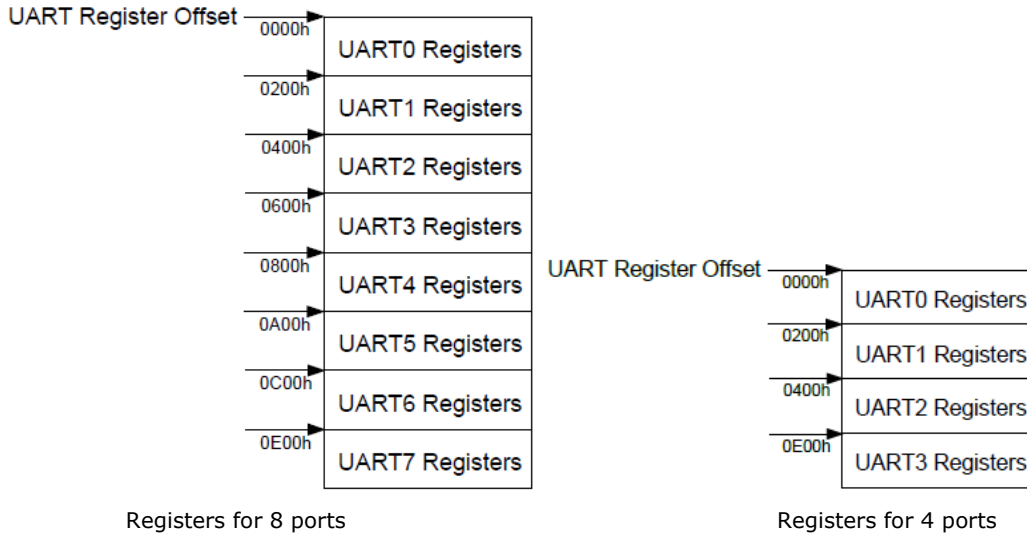 UART Register Offset
0000h
UART0 Registers
0200h
UART1 Registers
0400h
UART2 Registers
0600h
UART3 Registers
0800h
UART4 Registers
0A00h
UART5 Registers
0C00h
UART6 Registers
0E00h
UART7 Registers
Registers for 8 ports
UART Register Offset
0000h
UART0 Registers
0200h
UART1 Registers
0400h
UART2 Registers
0E00h
UART3 Registers
Registers for 4 ports